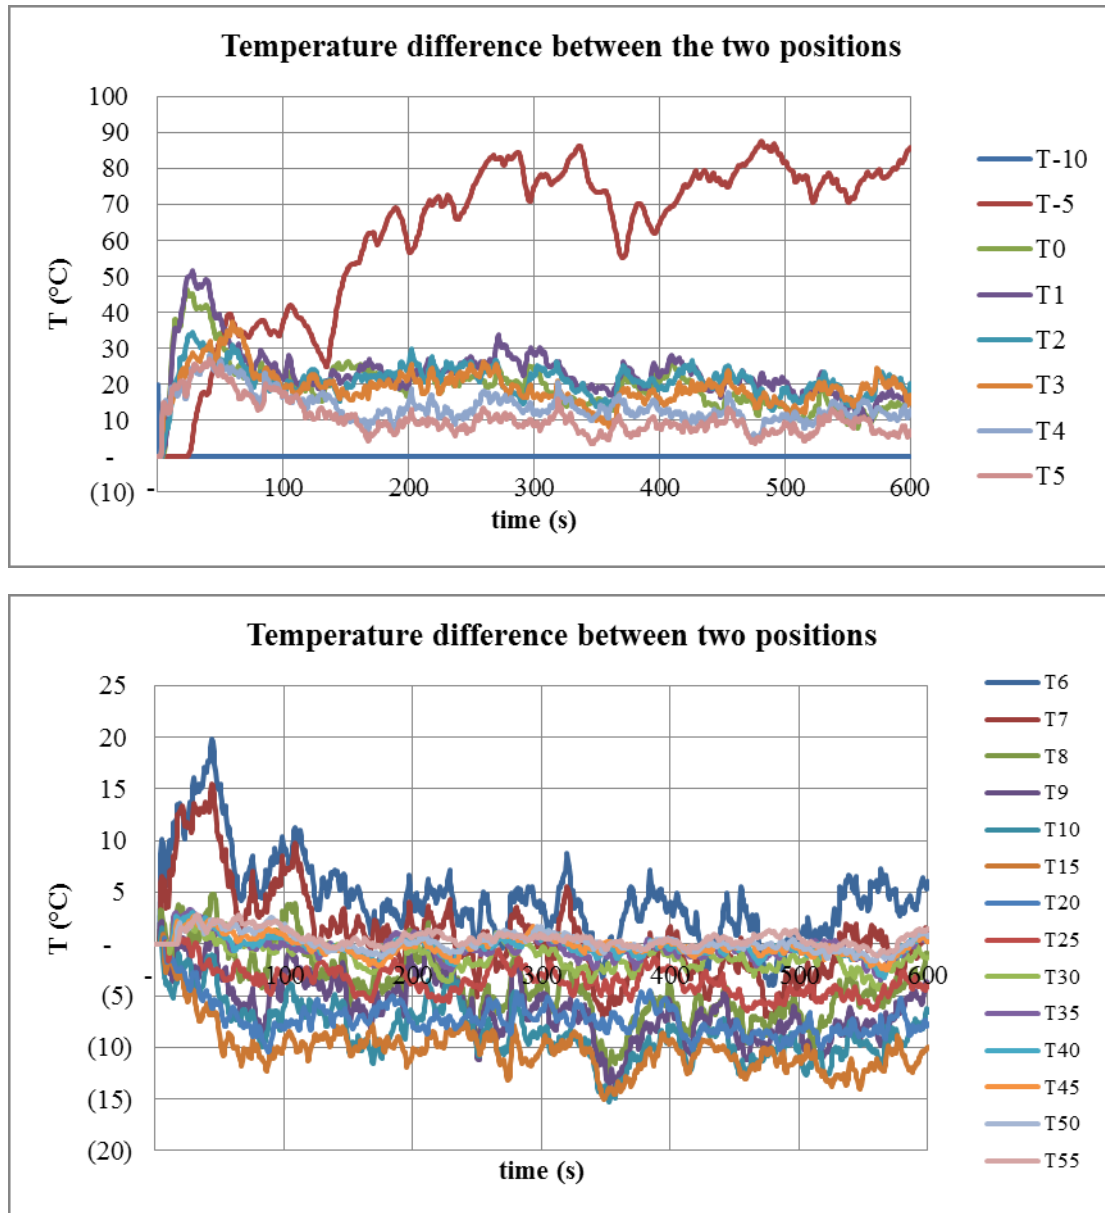 Temperature difference between the two positions
100
90
80
70
60
50
40
30
20
10
-
(10)
T (°C)
- 100 200 300 400 500 600
time (s)
T-10
T-5
T0
T1
T2
T3
T4
T5
Temperature difference between two positions
25
20
15
10
5
-
(5)
(10)
(15)
(20)
T (°C)
- 100 200 300 400 500 600
time (s)
T6
T7
T8
T9
T10
T15
T20
T25
T30
T35
T40
T45
T50
T55